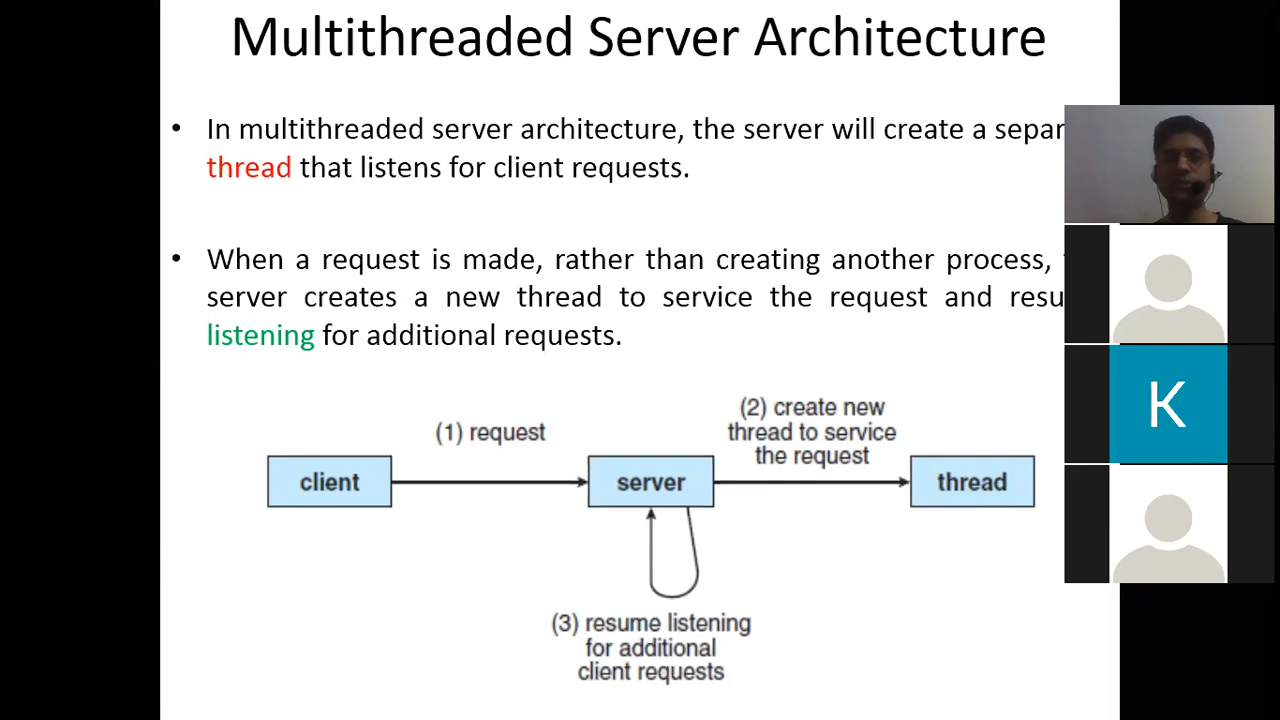 Multithreaded Server Architecture
• In multithreaded server architecture, the server will create a
thread that listens for client requests.
• When a request is made, rather than creating another process,
server creates a new thread to service the request and
listening for additional requests.
(1) request
(2) create new
thread to service
the request
client
server
thread
(3) resume listening
for additional
client requests
K